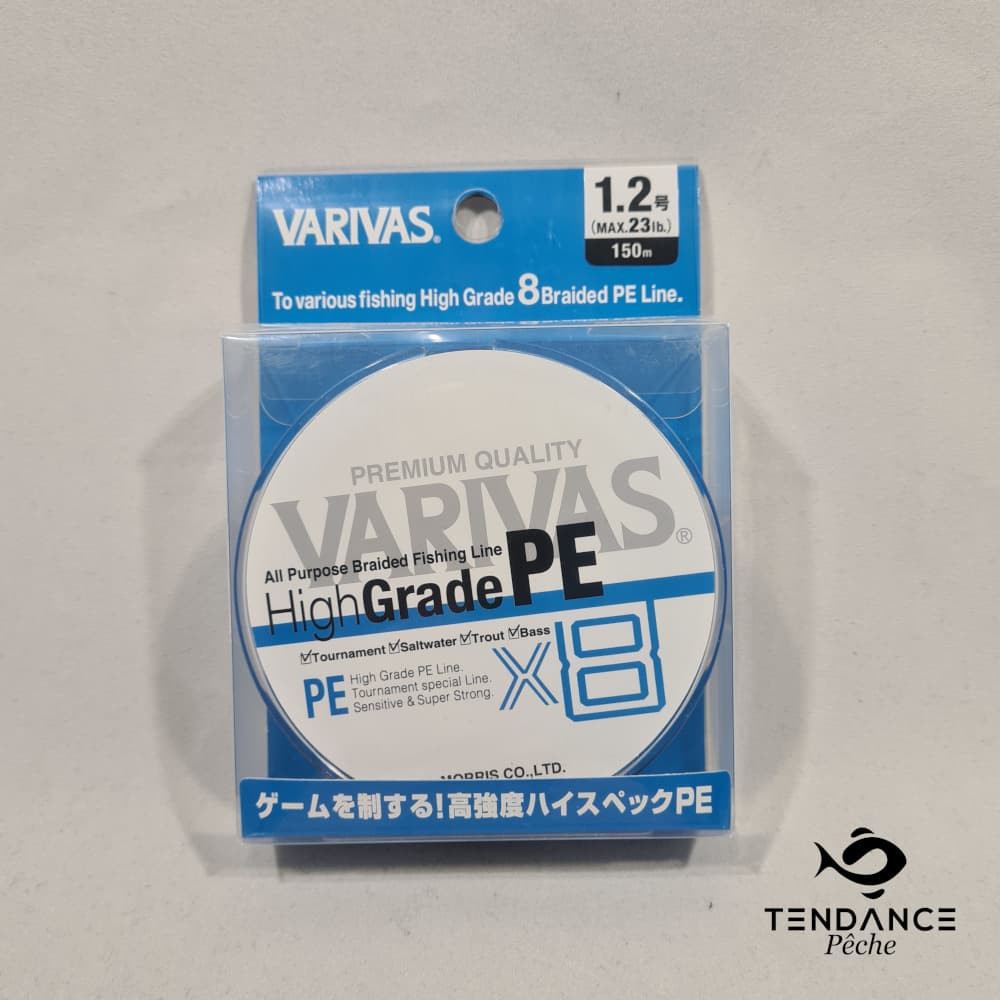 VARIVAS®
1.2号
(MAX.23lb.)
150m
To various fishing High Grade 8 Braided PE Line.
PREMIUM QUALITY
VARIVAS®
All Purpose Braided Fishing Line
HighGradePE
Tournament Saltwater Trout Bass
X8
PE
High Grade PE Line.
Tournament special Line.
Sensitive & Super Strong.
MORRIS CO.,LTD.
ゲームを制する!高強度ハイスペックPE
TENDANCE
Pêche